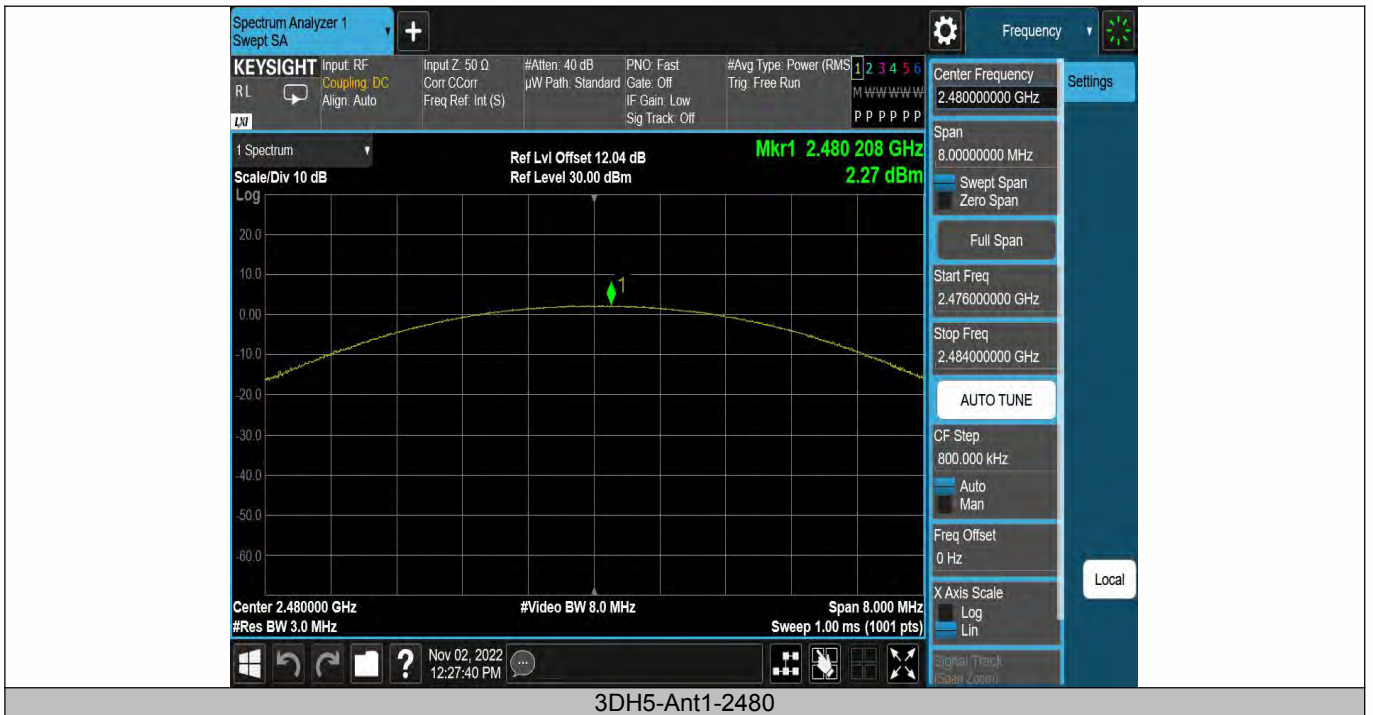 Spectrum Analyzer 1
Swept SA
+
Frequency
KEYSIGHT
RL
LXI
Input: RF
Coupling: DC
Align: Auto
Input Z: 50 Ω
Corr CCorr
Freq Ref: Int (S)
#Atten: 40 dB
µW Path: Standard
PNO: Fast
Gate: Off
IF Gain: Low
Sig Track: Off
#Avg Type: Power (RMS
Trig: Free Run
1 2 3 4 5 6
M W W W W W
P P P P P P
1 Spectrum
Scale/Div 10 dB
Log
Ref Lvl Offset 12.04 dB
Ref Level 30.00 dBm
Mkr1 2.480 208 GHz
2.27 dBm
20.0
10.0
0.00
-10.0
-20.0
-30.0
-40.0
-50.0
-60.0
1
Center 2.480000 GHz
#Res BW 3.0 MHz
#Video BW 8.0 MHz
Span 8.000 MHz
Sweep 1.00 ms (1001 pts)
Center Frequency
2.480000000 GHz
Settings
Span
8.00000000 MHz
Swept Span
Zero Span
Full Span
Start Freq
2.476000000 GHz
Stop Freq
2.484000000 GHz
AUTO TUNE
CF Step
800.000 kHz
Auto
Man
Freq Offset
0 Hz
X Axis Scale
Log
Lin
Signal Track
(Span Zoom)
Local
?
Nov 02, 2022
12:27:40 PM
3DH5-Ant1-2480